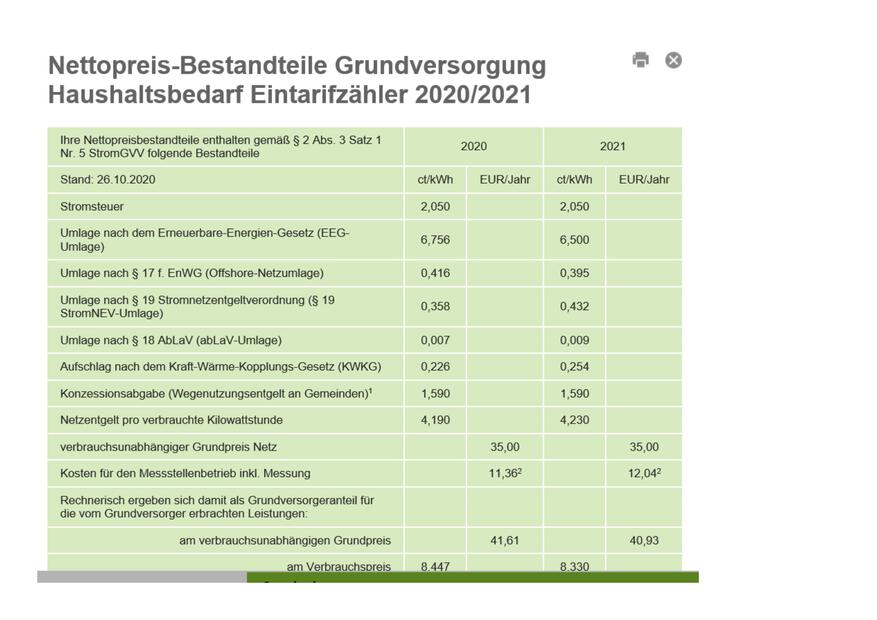 Nettopreis-Bestandteile Grundversorgung
Haushaltsbedarf Eintarifzähler 2020/2021
Ihre Nettopreisbestandteile enthalten gemäß § 2 Abs. 3 Satz 1
Nr. 5 StromGVV folgende Bestandteile 2020 2021
Stand: 26.10.2020 ct/kWh EUR/Jahr ct/kWh EUR/Jahr
Stromsteuer 2,050 2,050
Umlage nach dem Erneuerbare-Energien-Gesetz (EEG-
Umlage) 6,756 6,500
Umlage nach § 17 f. EnWG (Offshore-Netzumlage) 0,416 0,395
Umlage nach § 19 Stromnetzentgeltverordnung (§ 19
StromNEV-Umlage) 0,358 0,432
Umlage nach § 18 AbLaV (abLaV-Umlage) 0,007 0,009
Aufschlag nach dem Kraft-Wärme-Kopplungs-Gesetz (KWKG) 0,226 0,254
Konzessionsabgabe (Wegenutzungsentgelt an Gemeinden)¹ 1,590 1,590
Netzentgelt pro verbrauchte Kilowattstunde 4,190 4,230
verbrauchsunabhängiger Grundpreis Netz 35,00 35,00
Kosten für den Messstellenbetrieb inkl. Messung 11,36² 12,04²
Rechnerisch ergeben sich damit als Grundversorgeranteil für
die vom Grundversorger erbrachten Leistungen:
am verbrauchsunabhängigen Grundpreis 41,61 40,93
am Verbrauchspreis 8,447 8,330